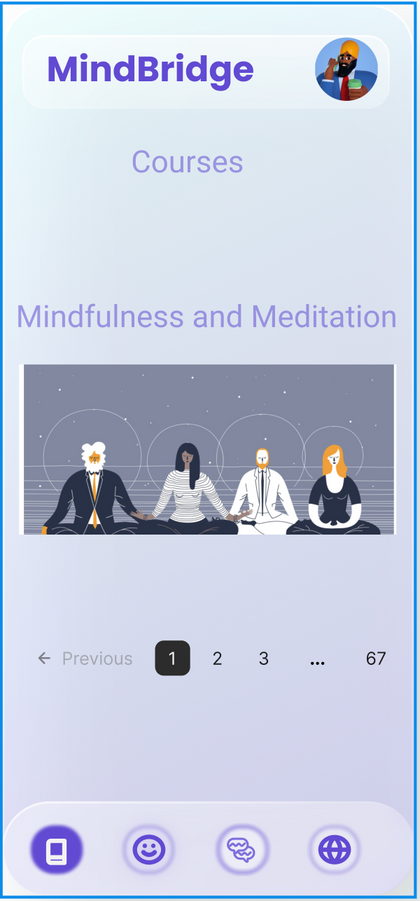 MindBridge
Courses
Mindfulness and Meditation
← Previous 1 2 3 ... 67